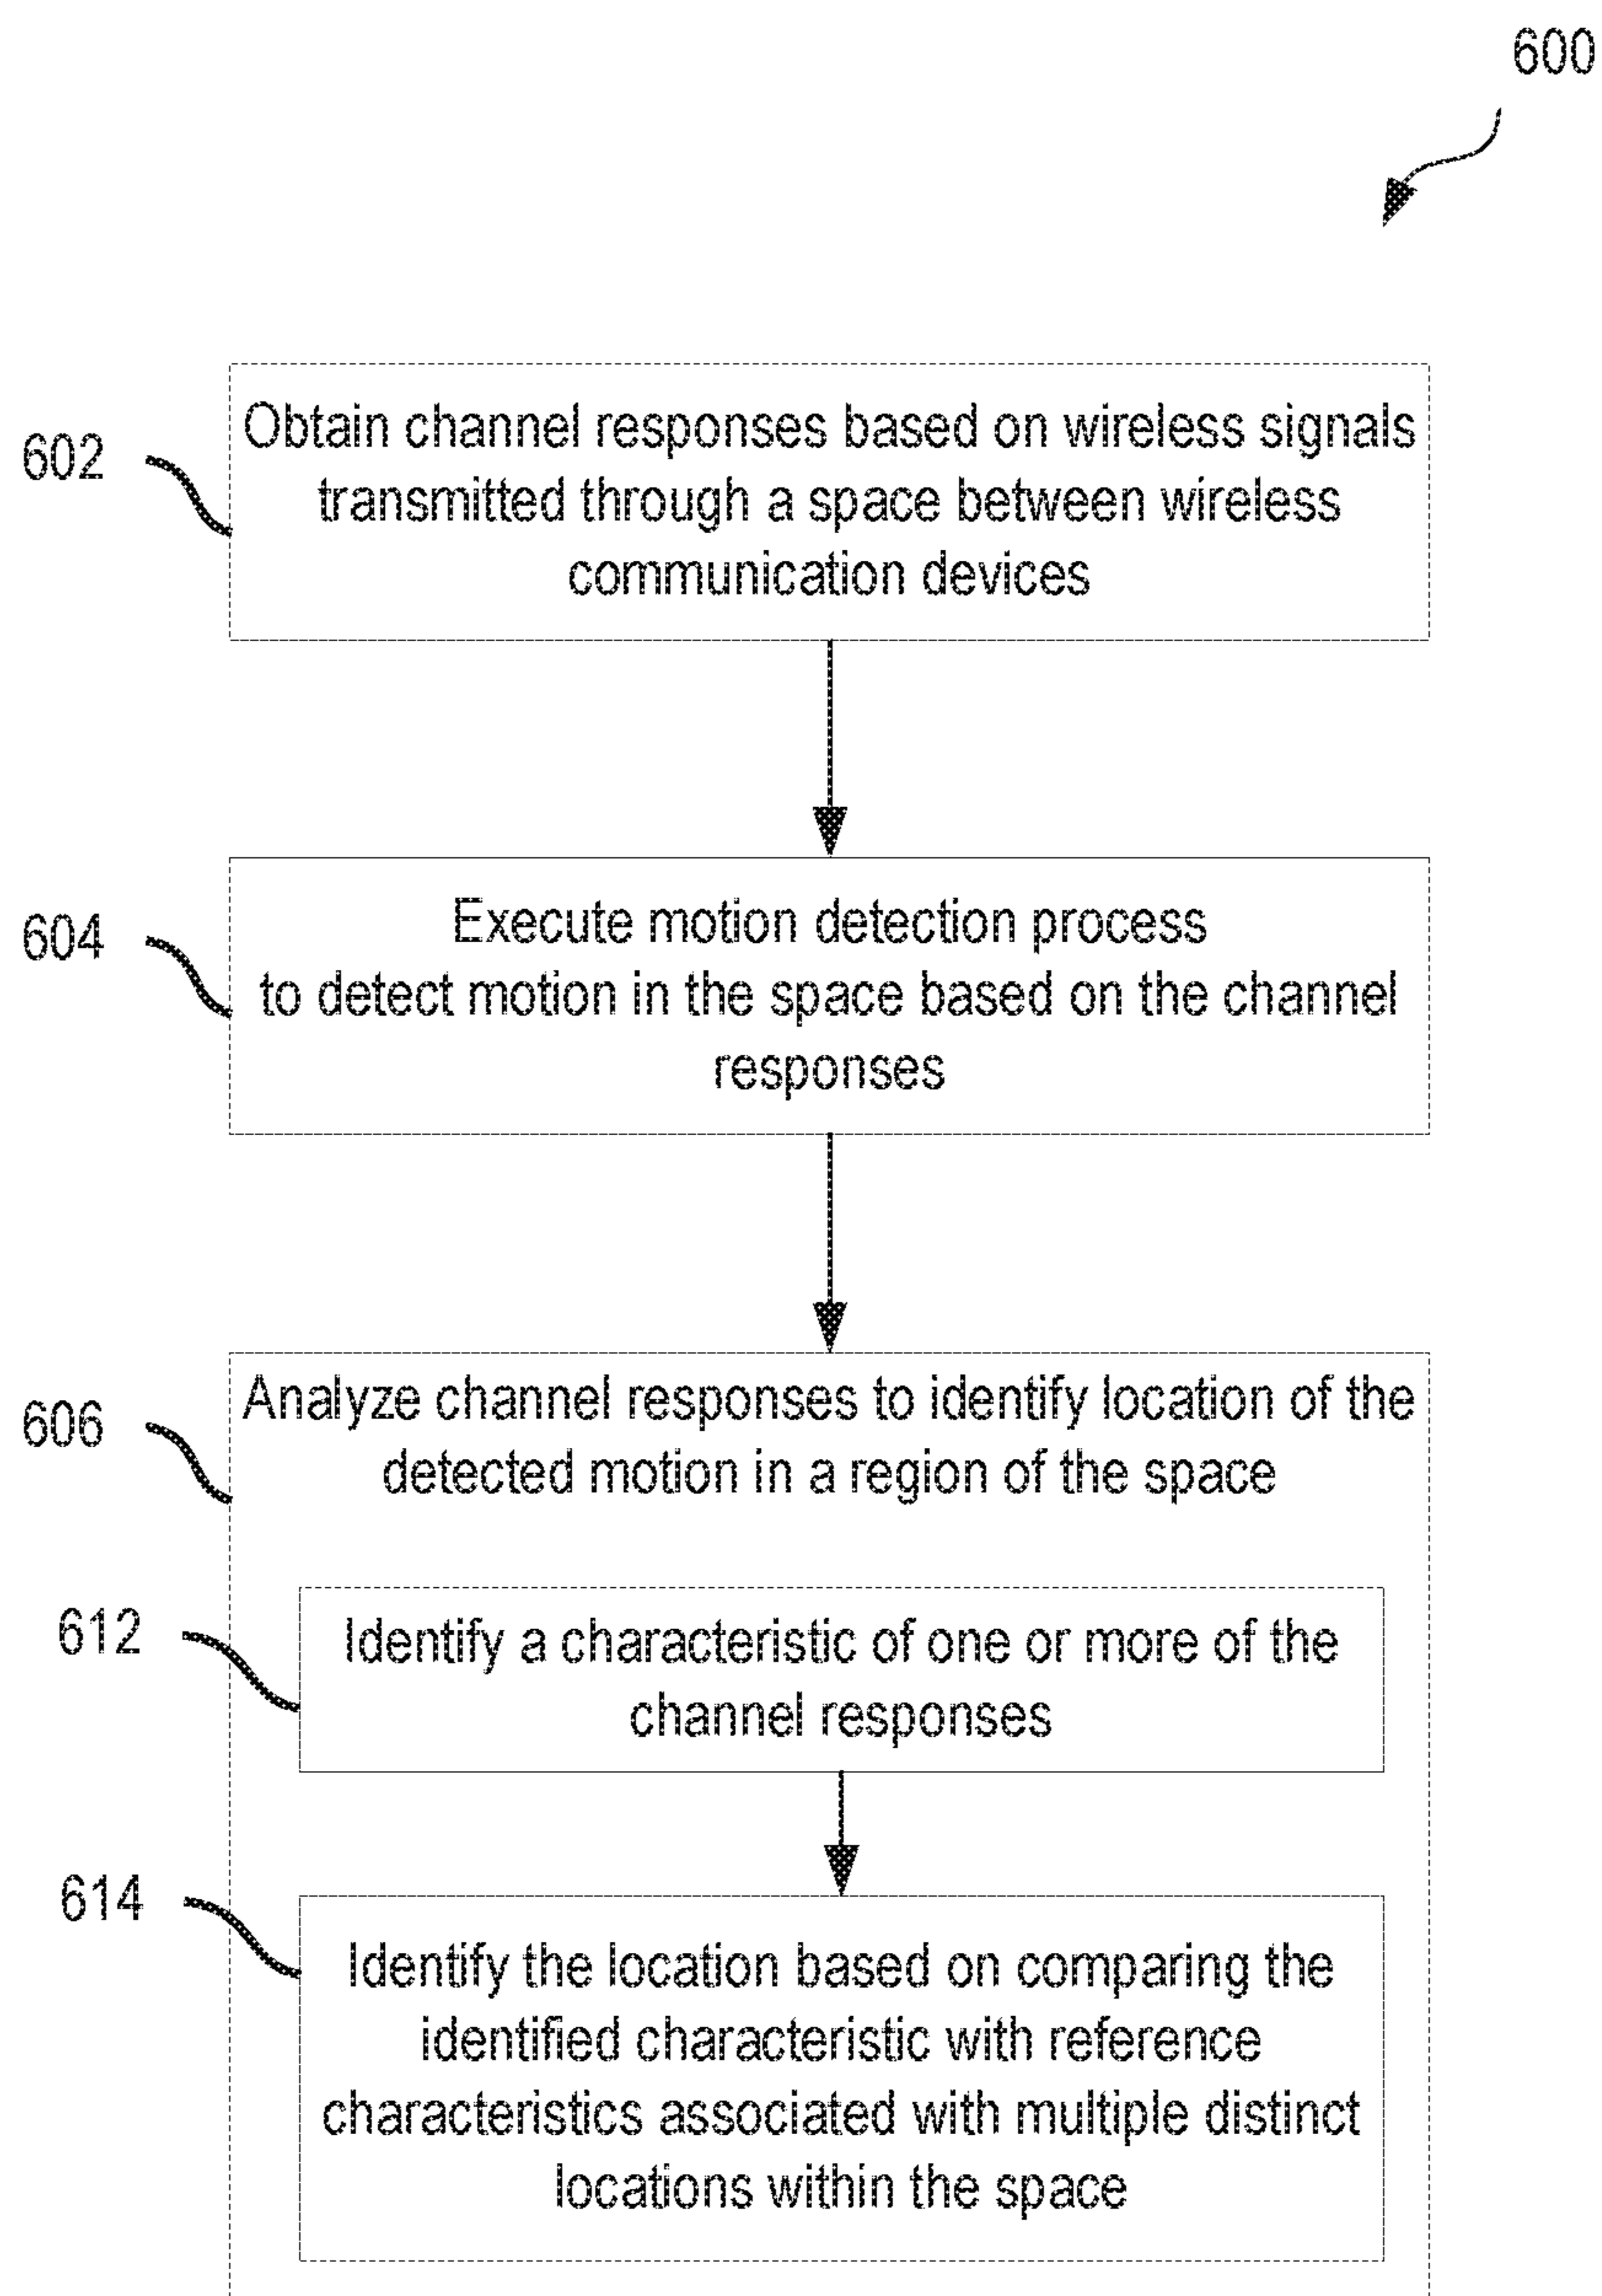 600
602
Obtain channel responses based on wireless signals
transmitted through a space between wireless
communication devices
604
Execute motion detection process
to detect motion in the space based on the channel
responses
606
Analyze channel responses to identify location of the
detected motion in a region of the space
612
Identify a characteristic of one or more of the
channel responses
614
Identify the location based on comparing the
identified characteristic with reference
characteristics associated with multiple distinct
locations within the space